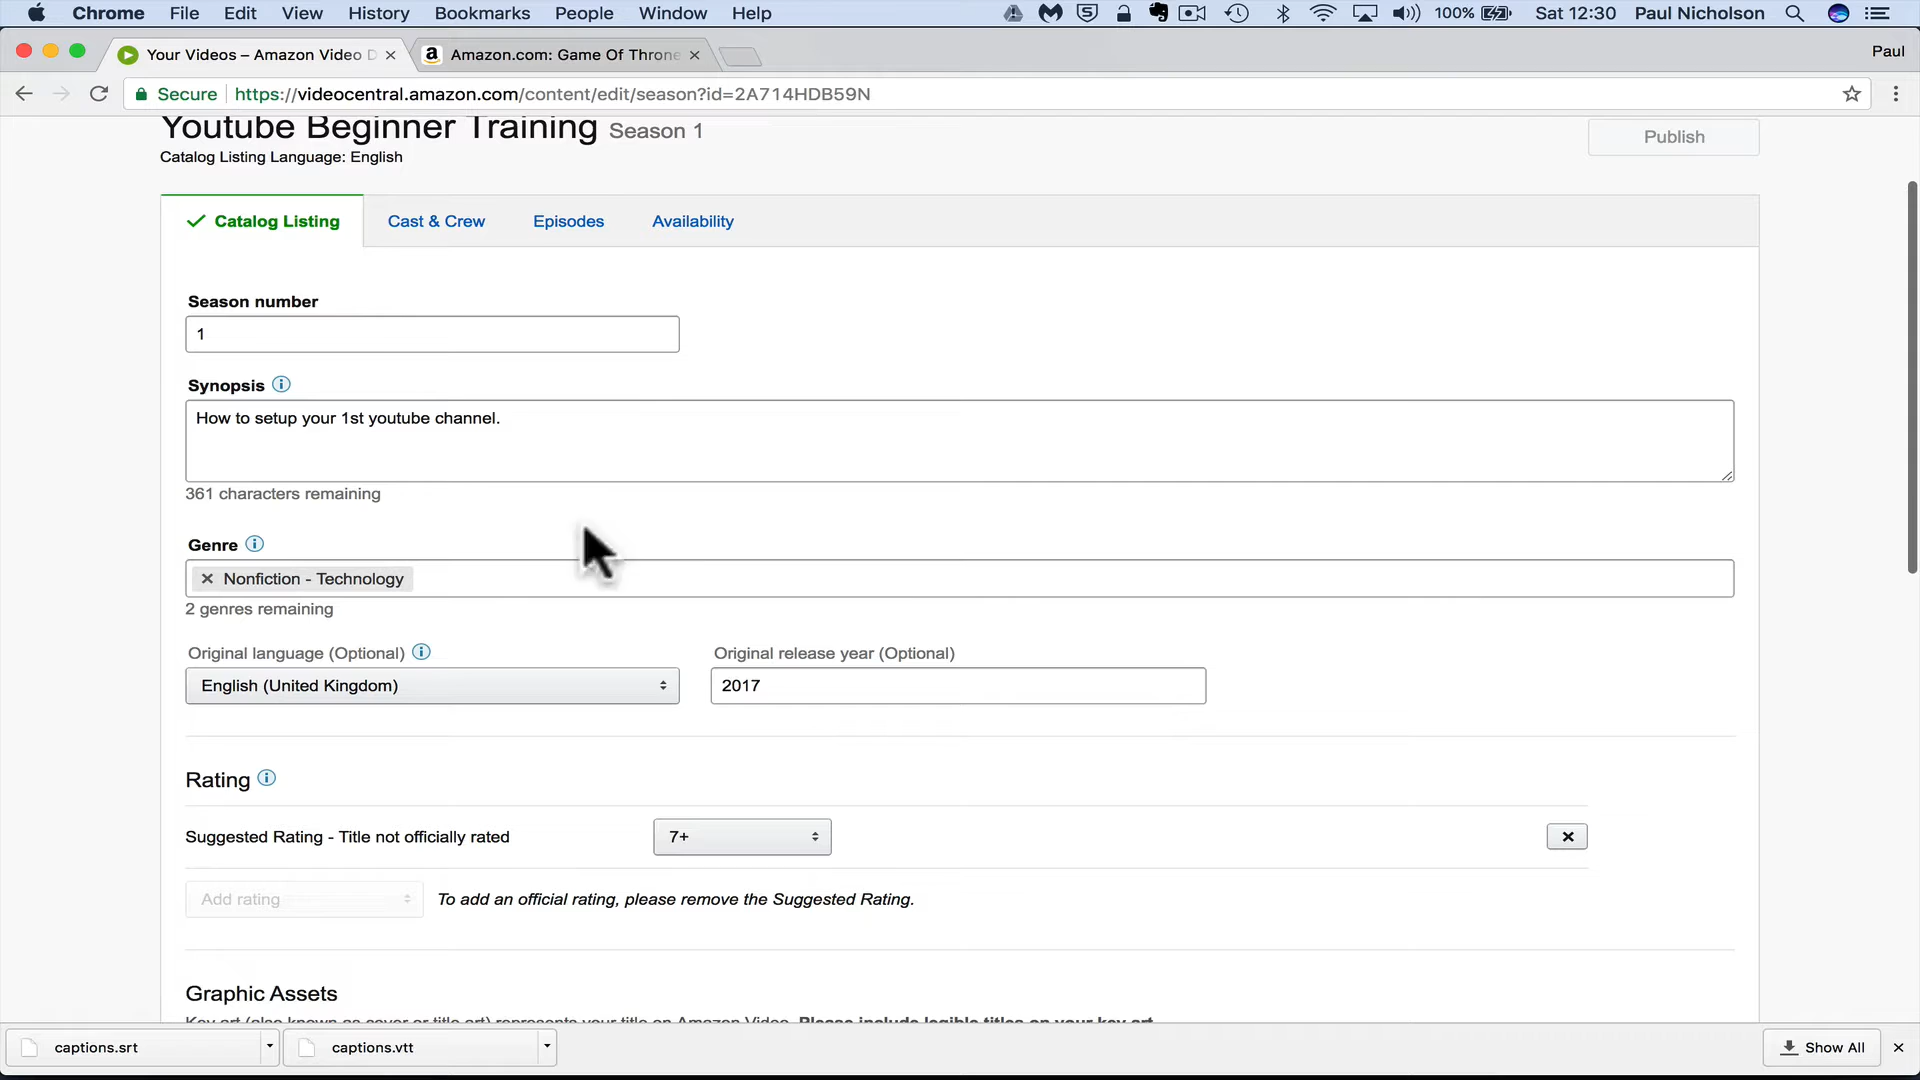 Chrome File Edit View History Bookmarks People Window Help 100% Sat 12:30 Paul Nicholson
Your Videos – Amazon Video D Amazon.com: Game Of Throne Paul
Secure https://videocentral.amazon.com/content/edit/season?id=2A714HDB59N
Youtube Beginner Training Season 1 Publish
Catalog Listing Language: English
Catalog Listing Cast & Crew Episodes Availability
Season number
1
Synopsis
How to setup your 1st youtube channel.
361 characters remaining
Genre
Nonfiction - Technology
2 genres remaining
Original language (Optional) Original release year (Optional)
English (United Kingdom) 2017
Rating
Suggested Rating - Title not officially rated 7+
Add rating To add an official rating, please remove the Suggested Rating.
Graphic Assets
Key art (also known as cover or title art) represents your title on Amazon Video. Please include legible titles on your key art.
captions.srt captions.vtt Show All